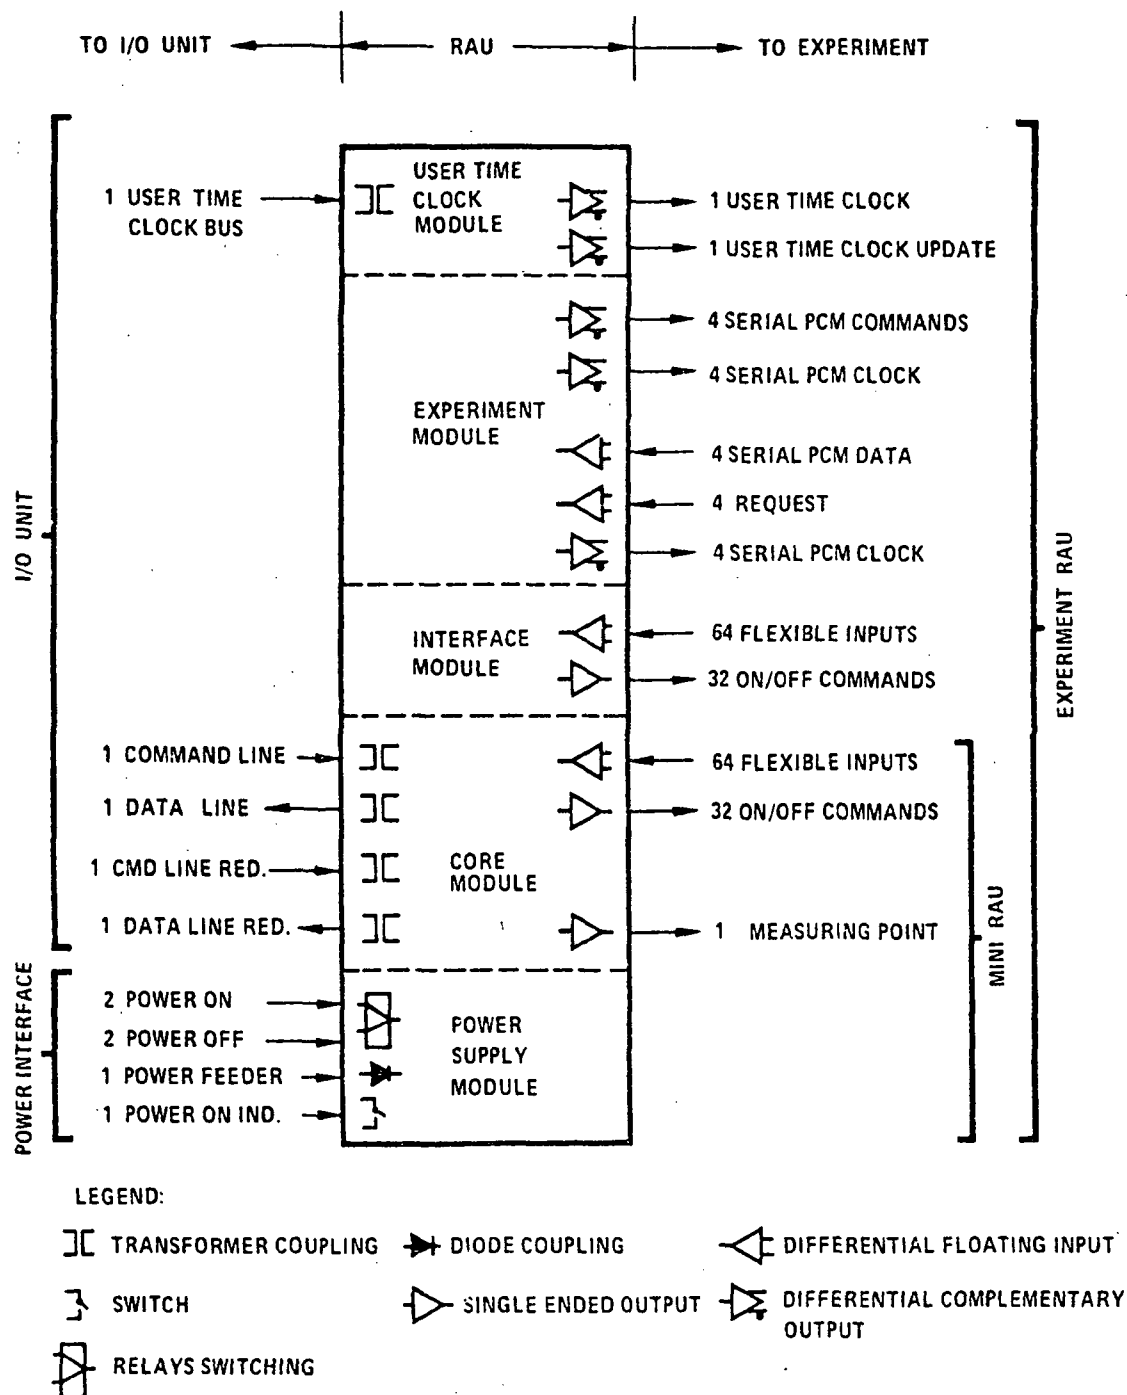 TO I/O UNIT
RAU
TO EXPERIMENT
1 USER TIME
CLOCK BUS
USER TIME
CLOCK
MODULE
1 USER TIME CLOCK
1 USER TIME CLOCK UPDATE
EXPERIMENT
MODULE
4 SERIAL PCM COMMANDS
4 SERIAL PCM CLOCK
4 SERIAL PCM DATA
4 REQUEST
4 SERIAL PCM CLOCK
I/O UNIT
EXPERIMENT RAU
INTERFACE
MODULE
64 FLEXIBLE INPUTS
32 ON/OFF COMMANDS
1 COMMAND LINE
1 DATA LINE
1 CMD LINE RED.
1 DATA LINE RED.
CORE
MODULE
64 FLEXIBLE INPUTS
32 ON/OFF COMMANDS
1 MEASURING POINT
MINI RAU
POWER INTERFACE
2 POWER ON
2 POWER OFF
1 POWER FEEDER
1 POWER ON IND.
POWER
SUPPLY
MODULE
LEGEND:
TRANSFORMER COUPLING
DIODE COUPLING
DIFFERENTIAL FLOATING INPUT
SWITCH
SINGLE ENDED OUTPUT
DIFFERENTIAL COMPLEMENTARY
OUTPUT
RELAYS SWITCHING